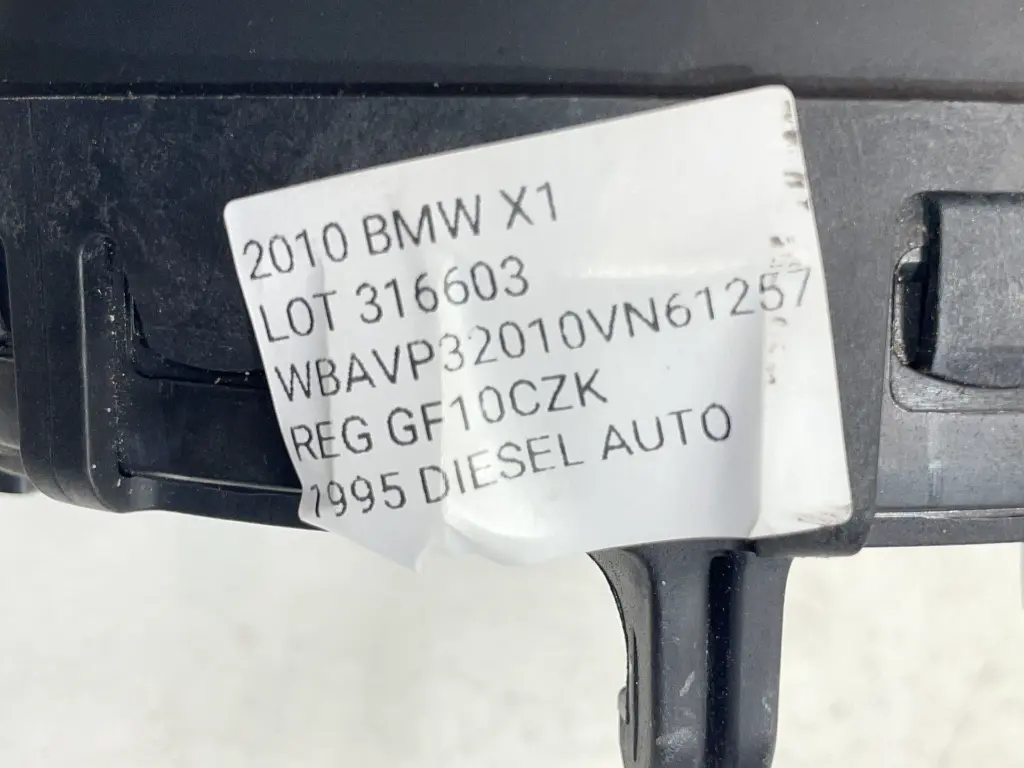 2010 BMW X1
LOT 316603
WBAVP32010VN61257
REG GF10CZK
1995 DIESEL AUTO